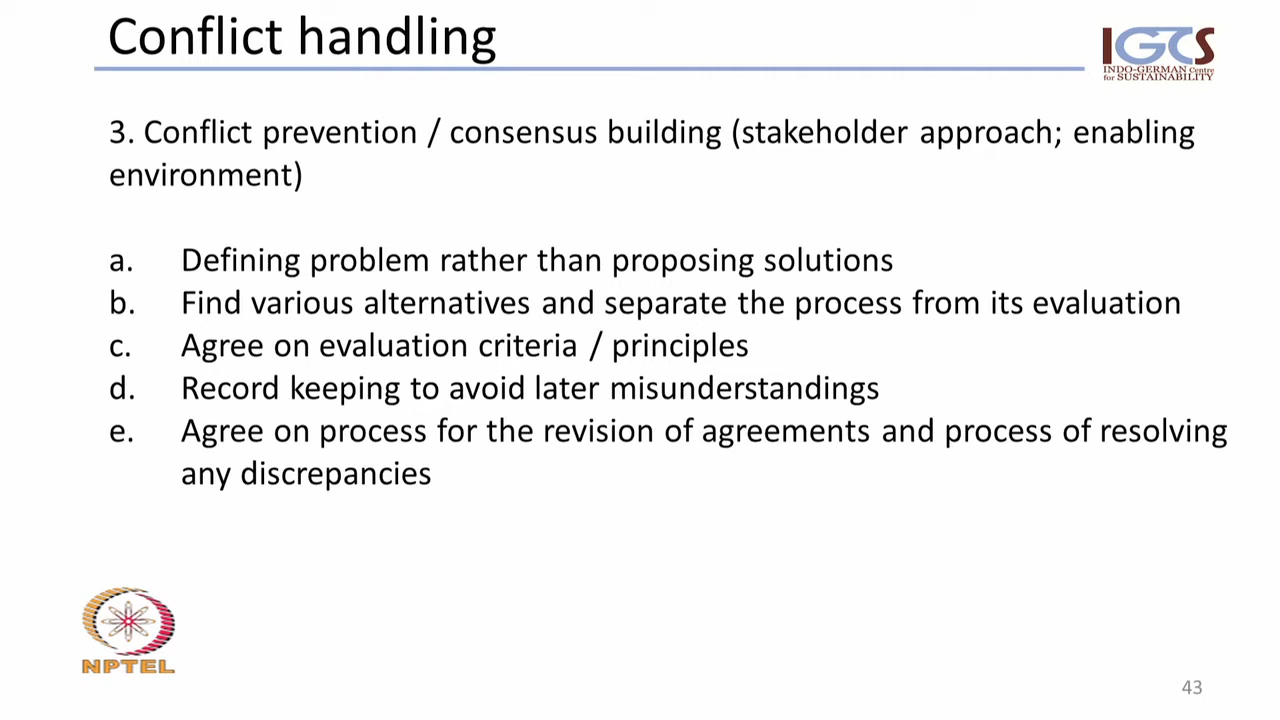 Conflict handling
IGCS
INDO-GERMAN Centre
for SUSTAINABILITY
3. Conflict prevention / consensus building (stakeholder approach; enabling
environment)
a. Defining problem rather than proposing solutions
b. Find various alternatives and separate the process from its evaluation
c. Agree on evaluation criteria / principles
d. Record keeping to avoid later misunderstandings
e. Agree on process for the revision of agreements and process of resolving
any discrepancies
NPTEL
43